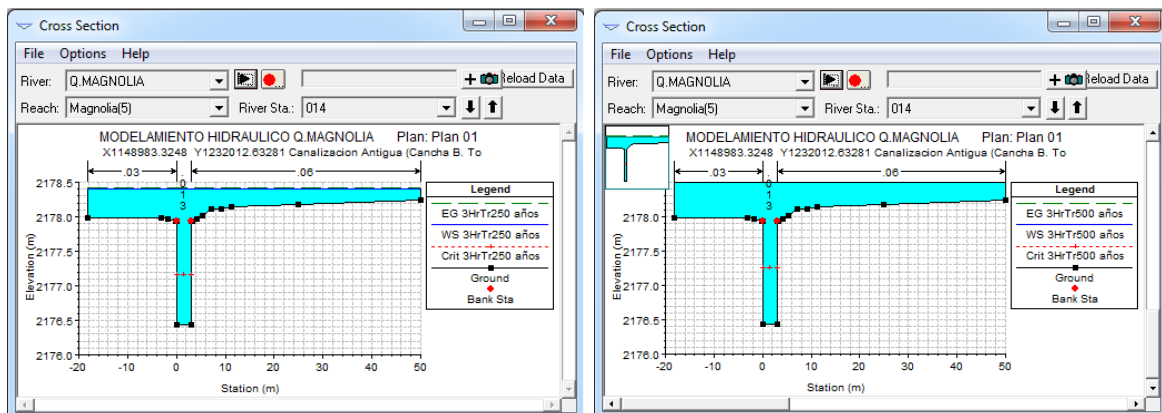 Cross Section
File Options Help
River: Q.MAGNOLIA
Reload Data
Reach: Magnolia(5) River Sta.: 014
MODELAMIENTO HIDRAULICO Q.MAGNOLIA Plan: Plan 01
X1148983.3248 Y1232012.63281 Canalizacion Antigua (Cancha B. To
.03 .013 .06
Legend
EG 3HrTr250 años
WS 3HrTr250 años
Crit 3HrTr250 años
Ground
Bank Sta
2178.5
2178.0
2177.5
2177.0
2176.5
2176.0
Elevation (m)
-20 -10 0 10 20 30 40 50
Station (m)
Cross Section
File Options Help
River: Q.MAGNOLIA
Reload Data
Reach: Magnolia(5) River Sta.: 014
MODELAMIENTO HIDRAULICO Q.MAGNOLIA Plan: Plan 01
X1148983.3248 Y1232012.63281 Canalizacion Antigua (Cancha B. To
.03 .013 .06
Legend
EG 3HrTr500 años
WS 3HrTr500 años
Crit 3HrTr500 años
Ground
Bank Sta
2178.5
2178.0
2177.5
2177.0
2176.5
2176.0
Elevation (m)
-20 -10 0 10 20 30 40 50
Station (m)